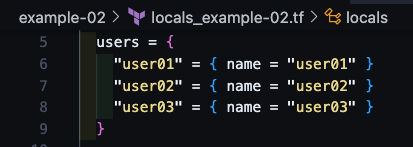 example-02 > locals_example-02.tf > locals
5 users = {
6 "user01" = { name = "user01" }
7 "user02" = { name = "user02" }
8 "user03" = { name = "user03" }
9 }